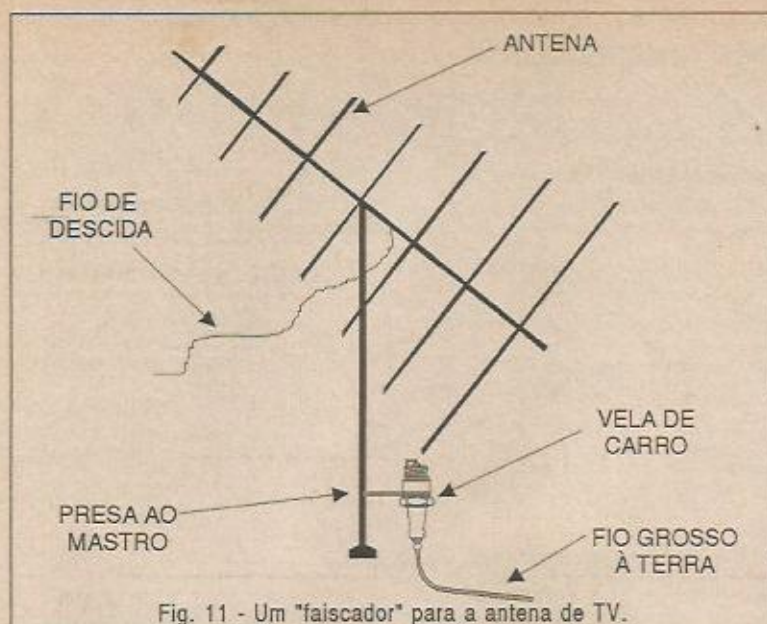 ANTENA
FIO DE
DESCIDA
VELA DE
CARRO
PRESA AO
MASTRO
FIO GROSSO
À TERRA
Fig. 11 - Um "faiscador" para a antena de TV.